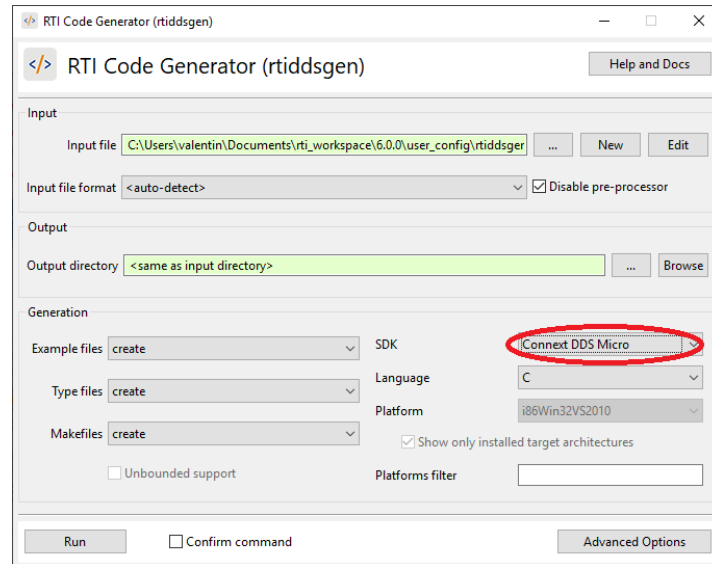 RTI Code Generator (rtiddsgen)
RTI Code Generator (rtiddsgen)
Help and Docs
Input
Input file C:\Users\valentin\Documents\rti_workspace\6.0.0\user_config\rtiddsger ... New Edit
Input file format <auto-detect> Disable pre-processor
Output
Output directory <same as input directory> ... Browse
Generation
Example files create
Type files create
Makefiles create
Unbounded support
SDK Connext DDS Micro
Language C
Platform i86Win32VS2010
Show only installed target architectures
Platforms filter
Run Confirm command Advanced Options